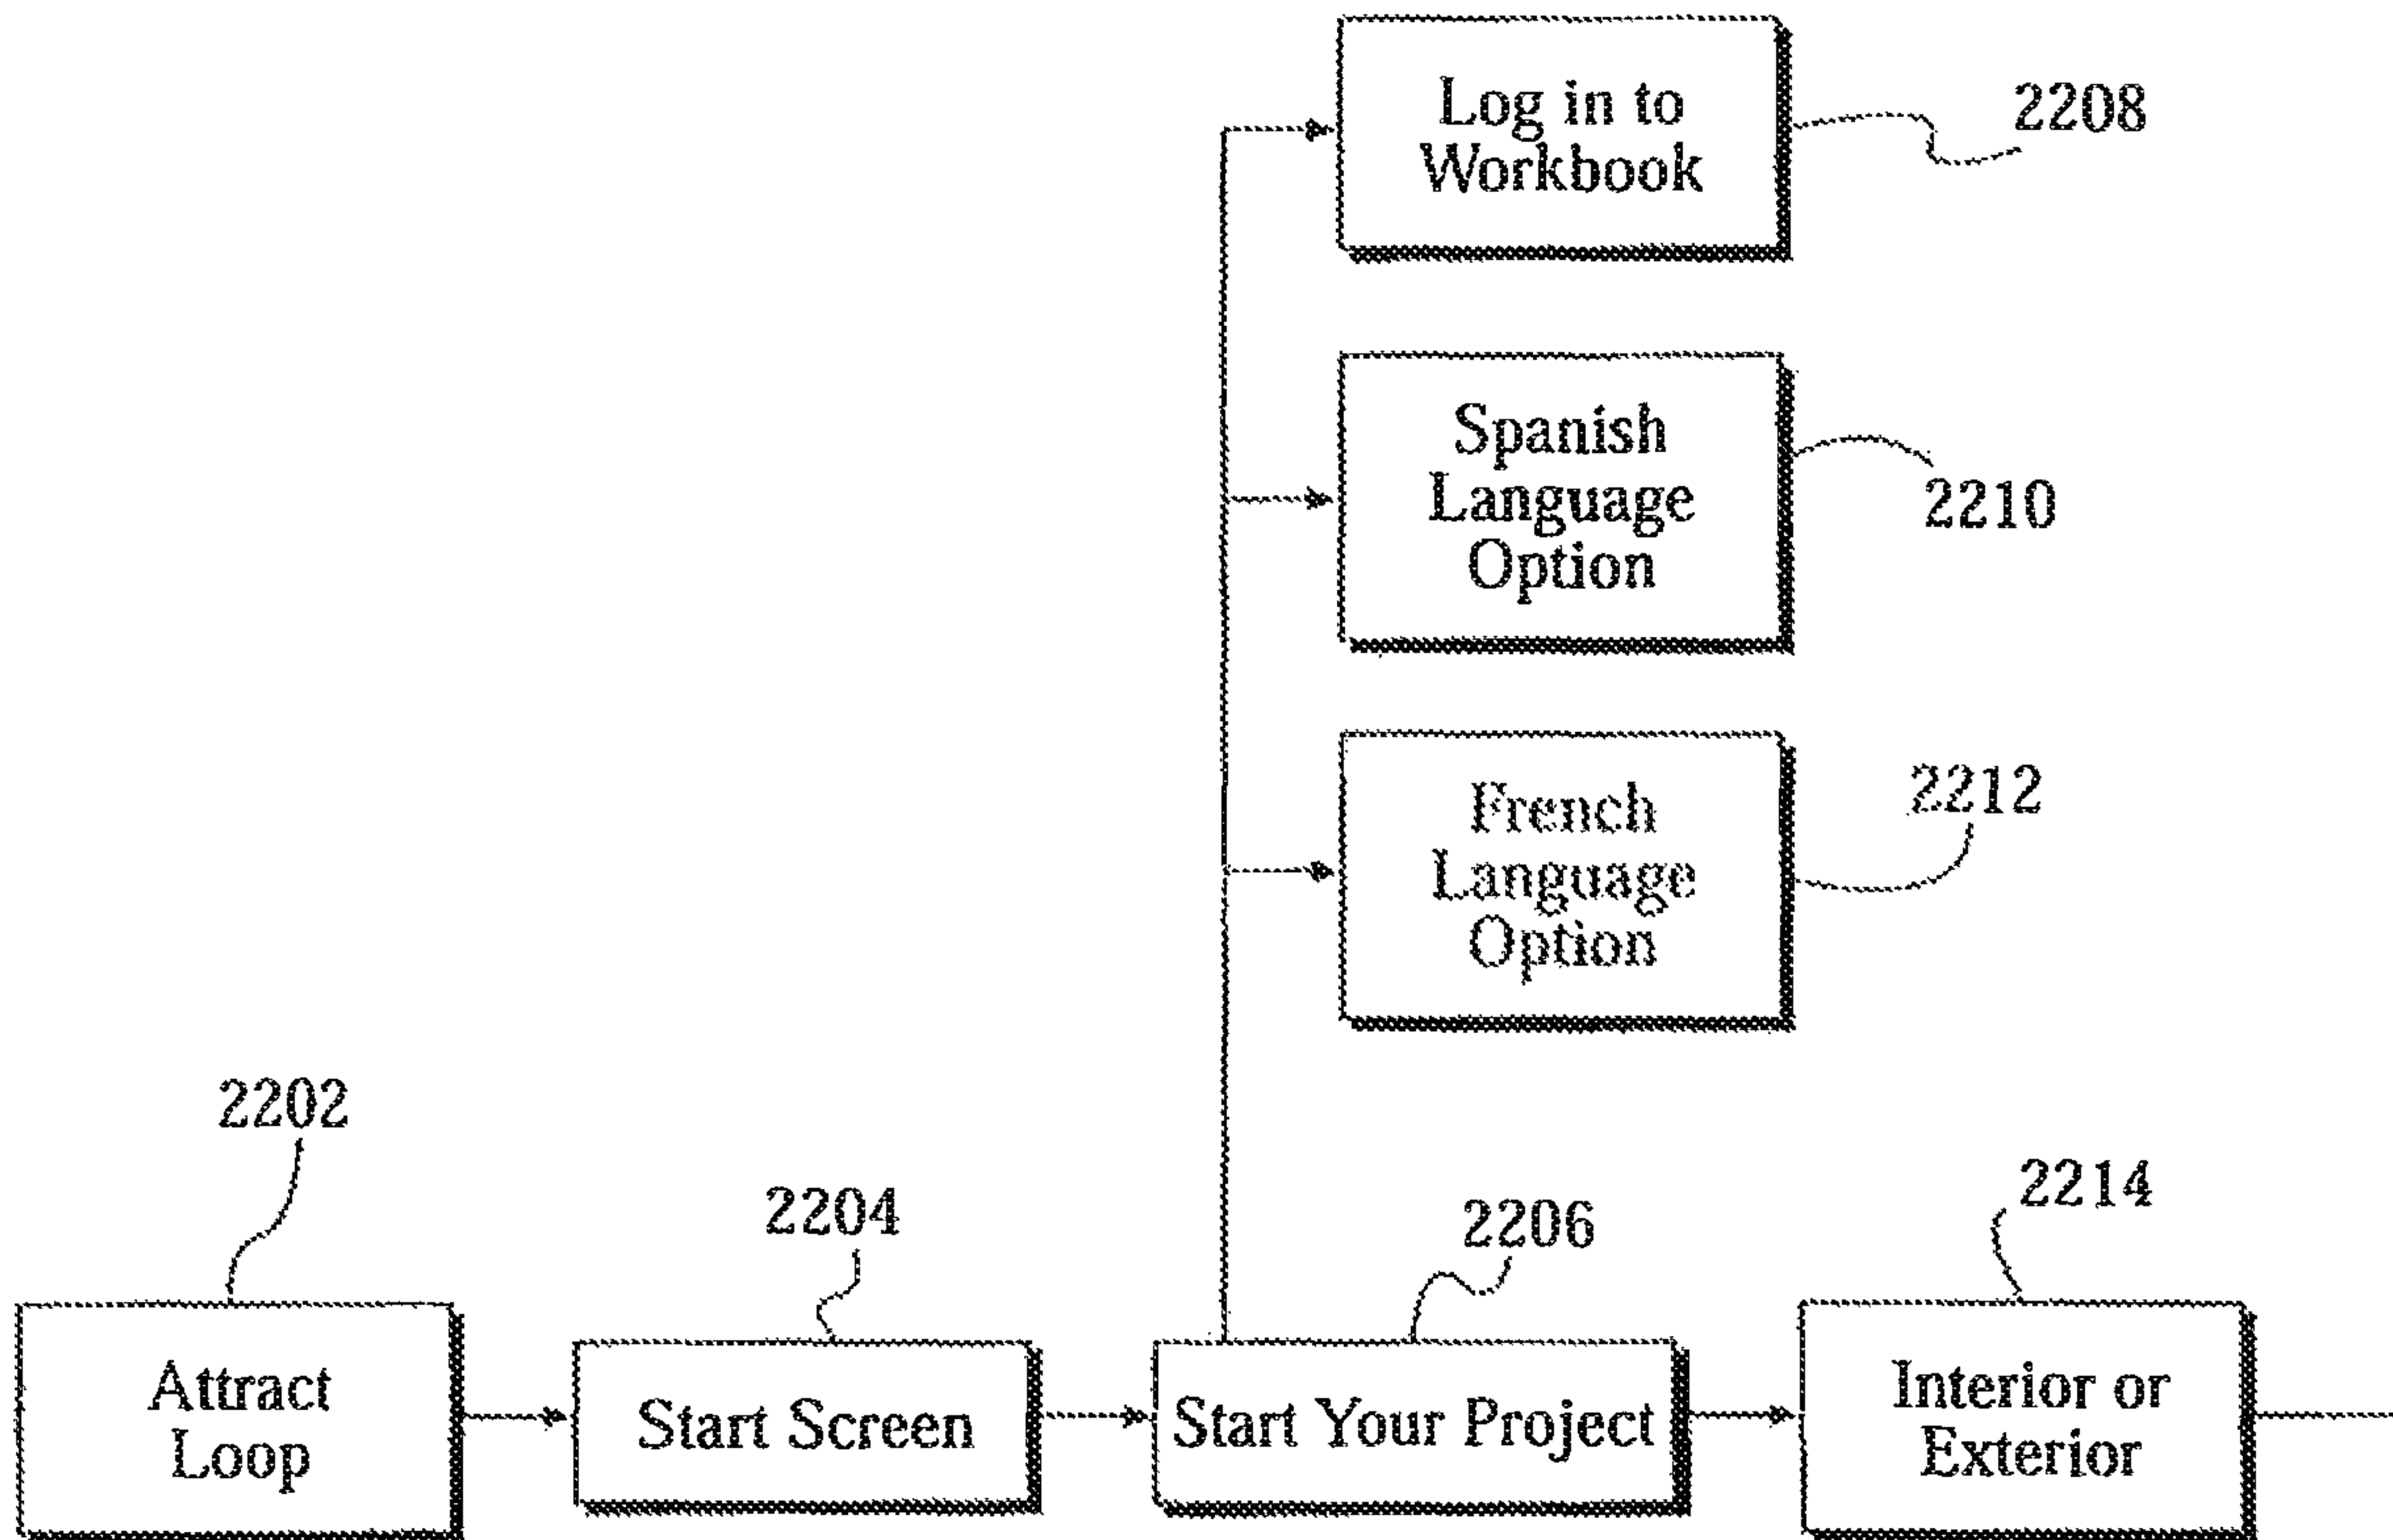 Log in to
Workbook
2208
Spanish
Language
Option
2210
French
Language
Option
2212
2202
2204
2206
2214
Attract
Loop
Start Screen
Start Your Project
Interior or
Exterior